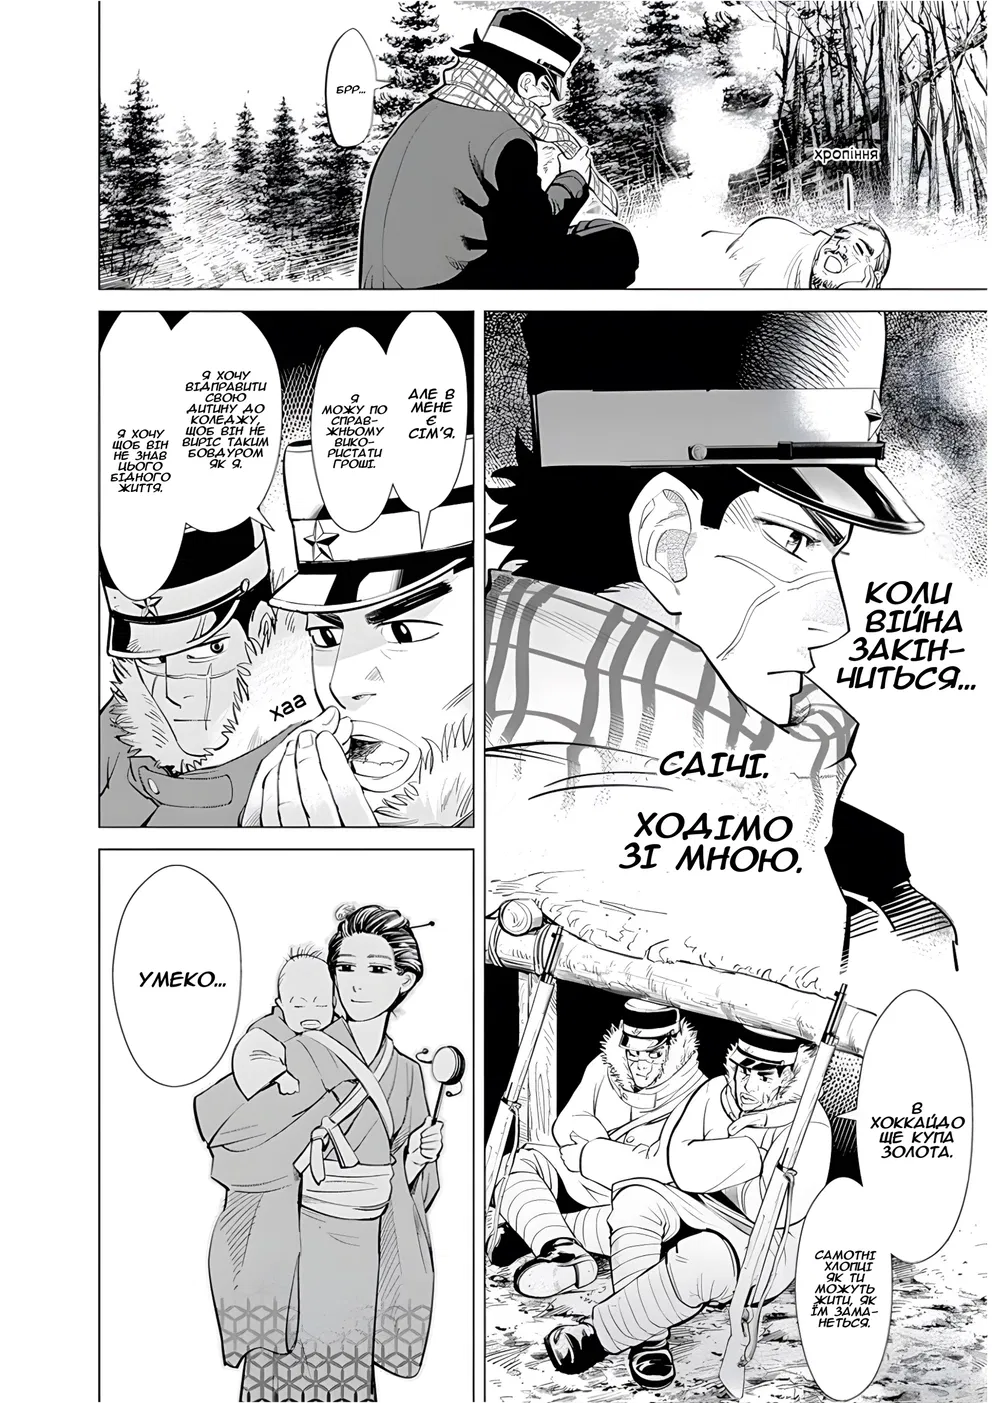 БРР...
хропіння
КОЛИ
ВІЙНА
ЗАКІН-
ЧИТЬСЯ...
САІЧІ.
ХОДІМО
ЗІ МНОЮ.
В
ХОККАЙДО
ЩЕ КУПА
ЗОЛОТА.
САМОТНІ
ХЛОПЦІ
ЯК ТИ
МОЖУТЬ
ЖИТИ, ЯК
ЇМ ЗАМА-
НЕТЬСЯ.
АЛЕ В
МЕНЕ
Є
СІМ'Я.
Я
МОЖУ ПО
СПРАВ-
ЖНЬОМУ
ВИКО-
РИСТАТИ
ГРОШІ.
Я ХОЧУ
ВІДПРАВИТИ
СВОЮ
ДИТИНУ ДО
КОЛЕДЖУ,
ЩОБ ВІН НЕ
ВИРІС ТАКИМ
БОВДУРОМ
ЯК Я.
Я ХОЧУ
ЩОБ ВІН
НЕ ЗНАВ
ЦЬОГО
БІДНОГО
ЖИТТЯ.
хаа
УМЕКО...